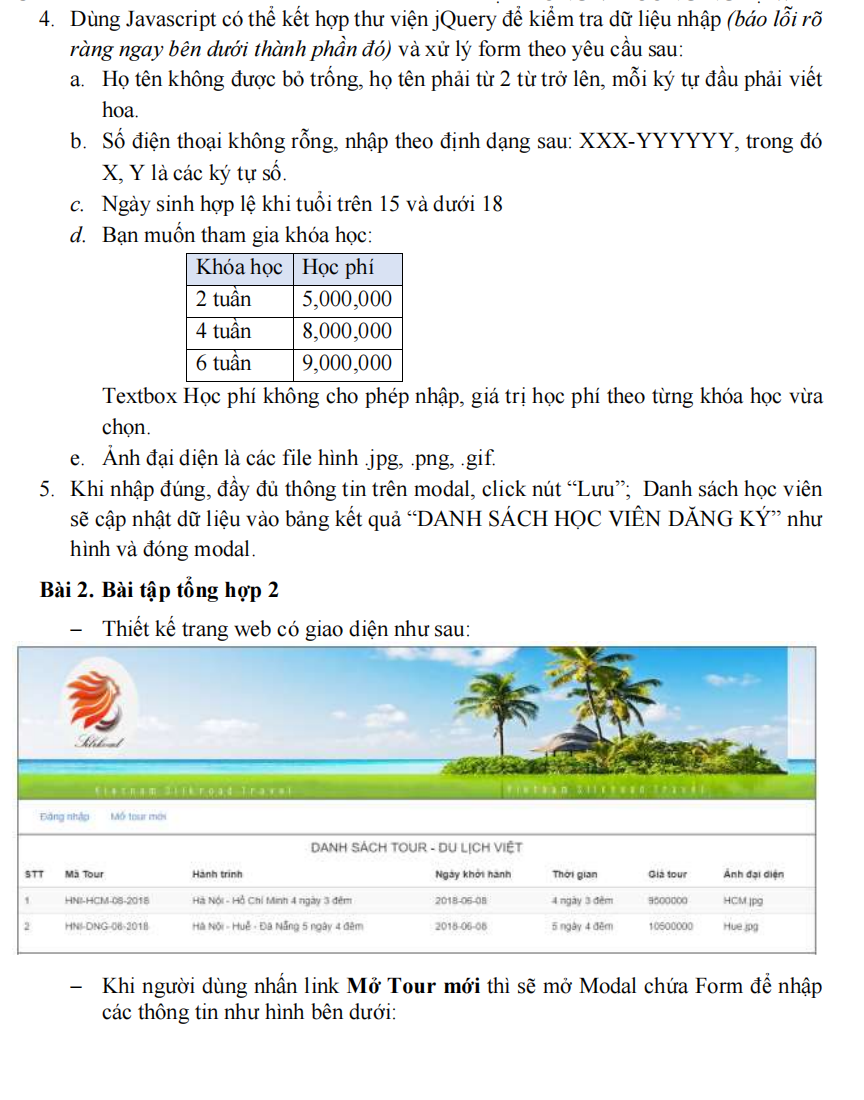 4. Dùng Javascript có thể kết hợp thư viện jQuery để kiểm tra dữ liệu nhập (báo lỗi rõ
ràng ngay bên dưới thành phần đó) và xử lý form theo yêu cầu sau:
a. Họ tên không được bỏ trống, họ tên phải từ 2 từ trở lên, mỗi ký tự đầu phải viết
hoa.
b. Số điện thoại không rỗng, nhập theo định dạng sau: XXX-YYYYYY, trong đó
X, Y là các ký tự số.
c. Ngày sinh hợp lệ khi tuổi trên 15 và dưới 18
d. Bạn muốn tham gia khóa học:
Khóa học Học phí
2 tuần 5,000,000
4 tuần 8,000,000
6 tuần 9,000,000
Textbox Học phí không cho phép nhập, giá trị học phí theo từng khóa học vừa
chọn.
e. Ảnh đại diện là các file hình .jpg, .png, .gif.
5. Khi nhập đúng, đầy đủ thông tin trên modal, click nút “Lưu”; Danh sách học viên
sẽ cập nhật dữ liệu vào bảng kết quả “DANH SÁCH HỌC VIÊN DĂNG KÝ” như
hình và đóng modal.
Bài 2. Bài tập tổng hợp 2
– Thiết kế trang web có giao diện như sau:
Silkroad
Vietnam Silkroad Travel Vietnam Silkroad Travel
Đăng nhập Mở tour mới
DANH SÁCH TOUR - DU LỊCH VIỆT
STT Mã Tour Hành trình Ngày khởi hành Thời gian Giá tour Ảnh đại diện
1 HNI-HCM-08-2018 Hà Nội - Hồ Chí Minh 4 ngày 3 đêm 2018-06-08 4 ngày 3 đêm 9500000 HCM.jpg
2 HNI-DNG-08-2018 Hà Nội - Huế - Đà Nẵng 5 ngày 4 đêm 2018-06-08 5 ngày 4 đêm 10500000 Hue.jpg
– Khi người dùng nhấn link Mở Tour mới thì sẽ mở Modal chứa Form để nhập
các thông tin như hình bên dưới: